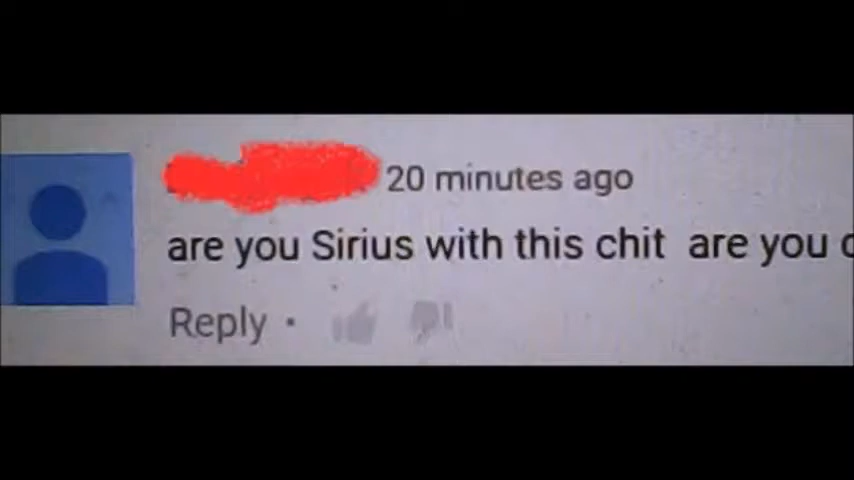 20 minutes ago
are you Sirius with this chit are you
Reply •